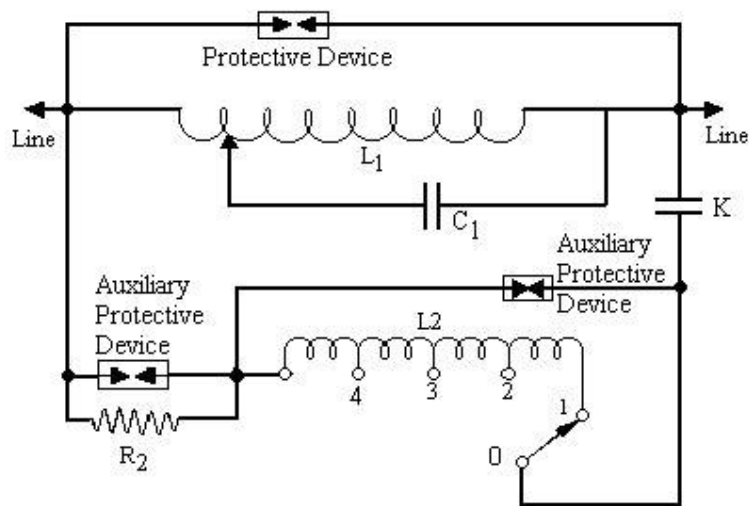 Protective Device
Line
Line
L1
C1
K
Auxiliary
Protective
Device
Auxiliary
Protective
Device
L2
4
3
2
1
0
R2